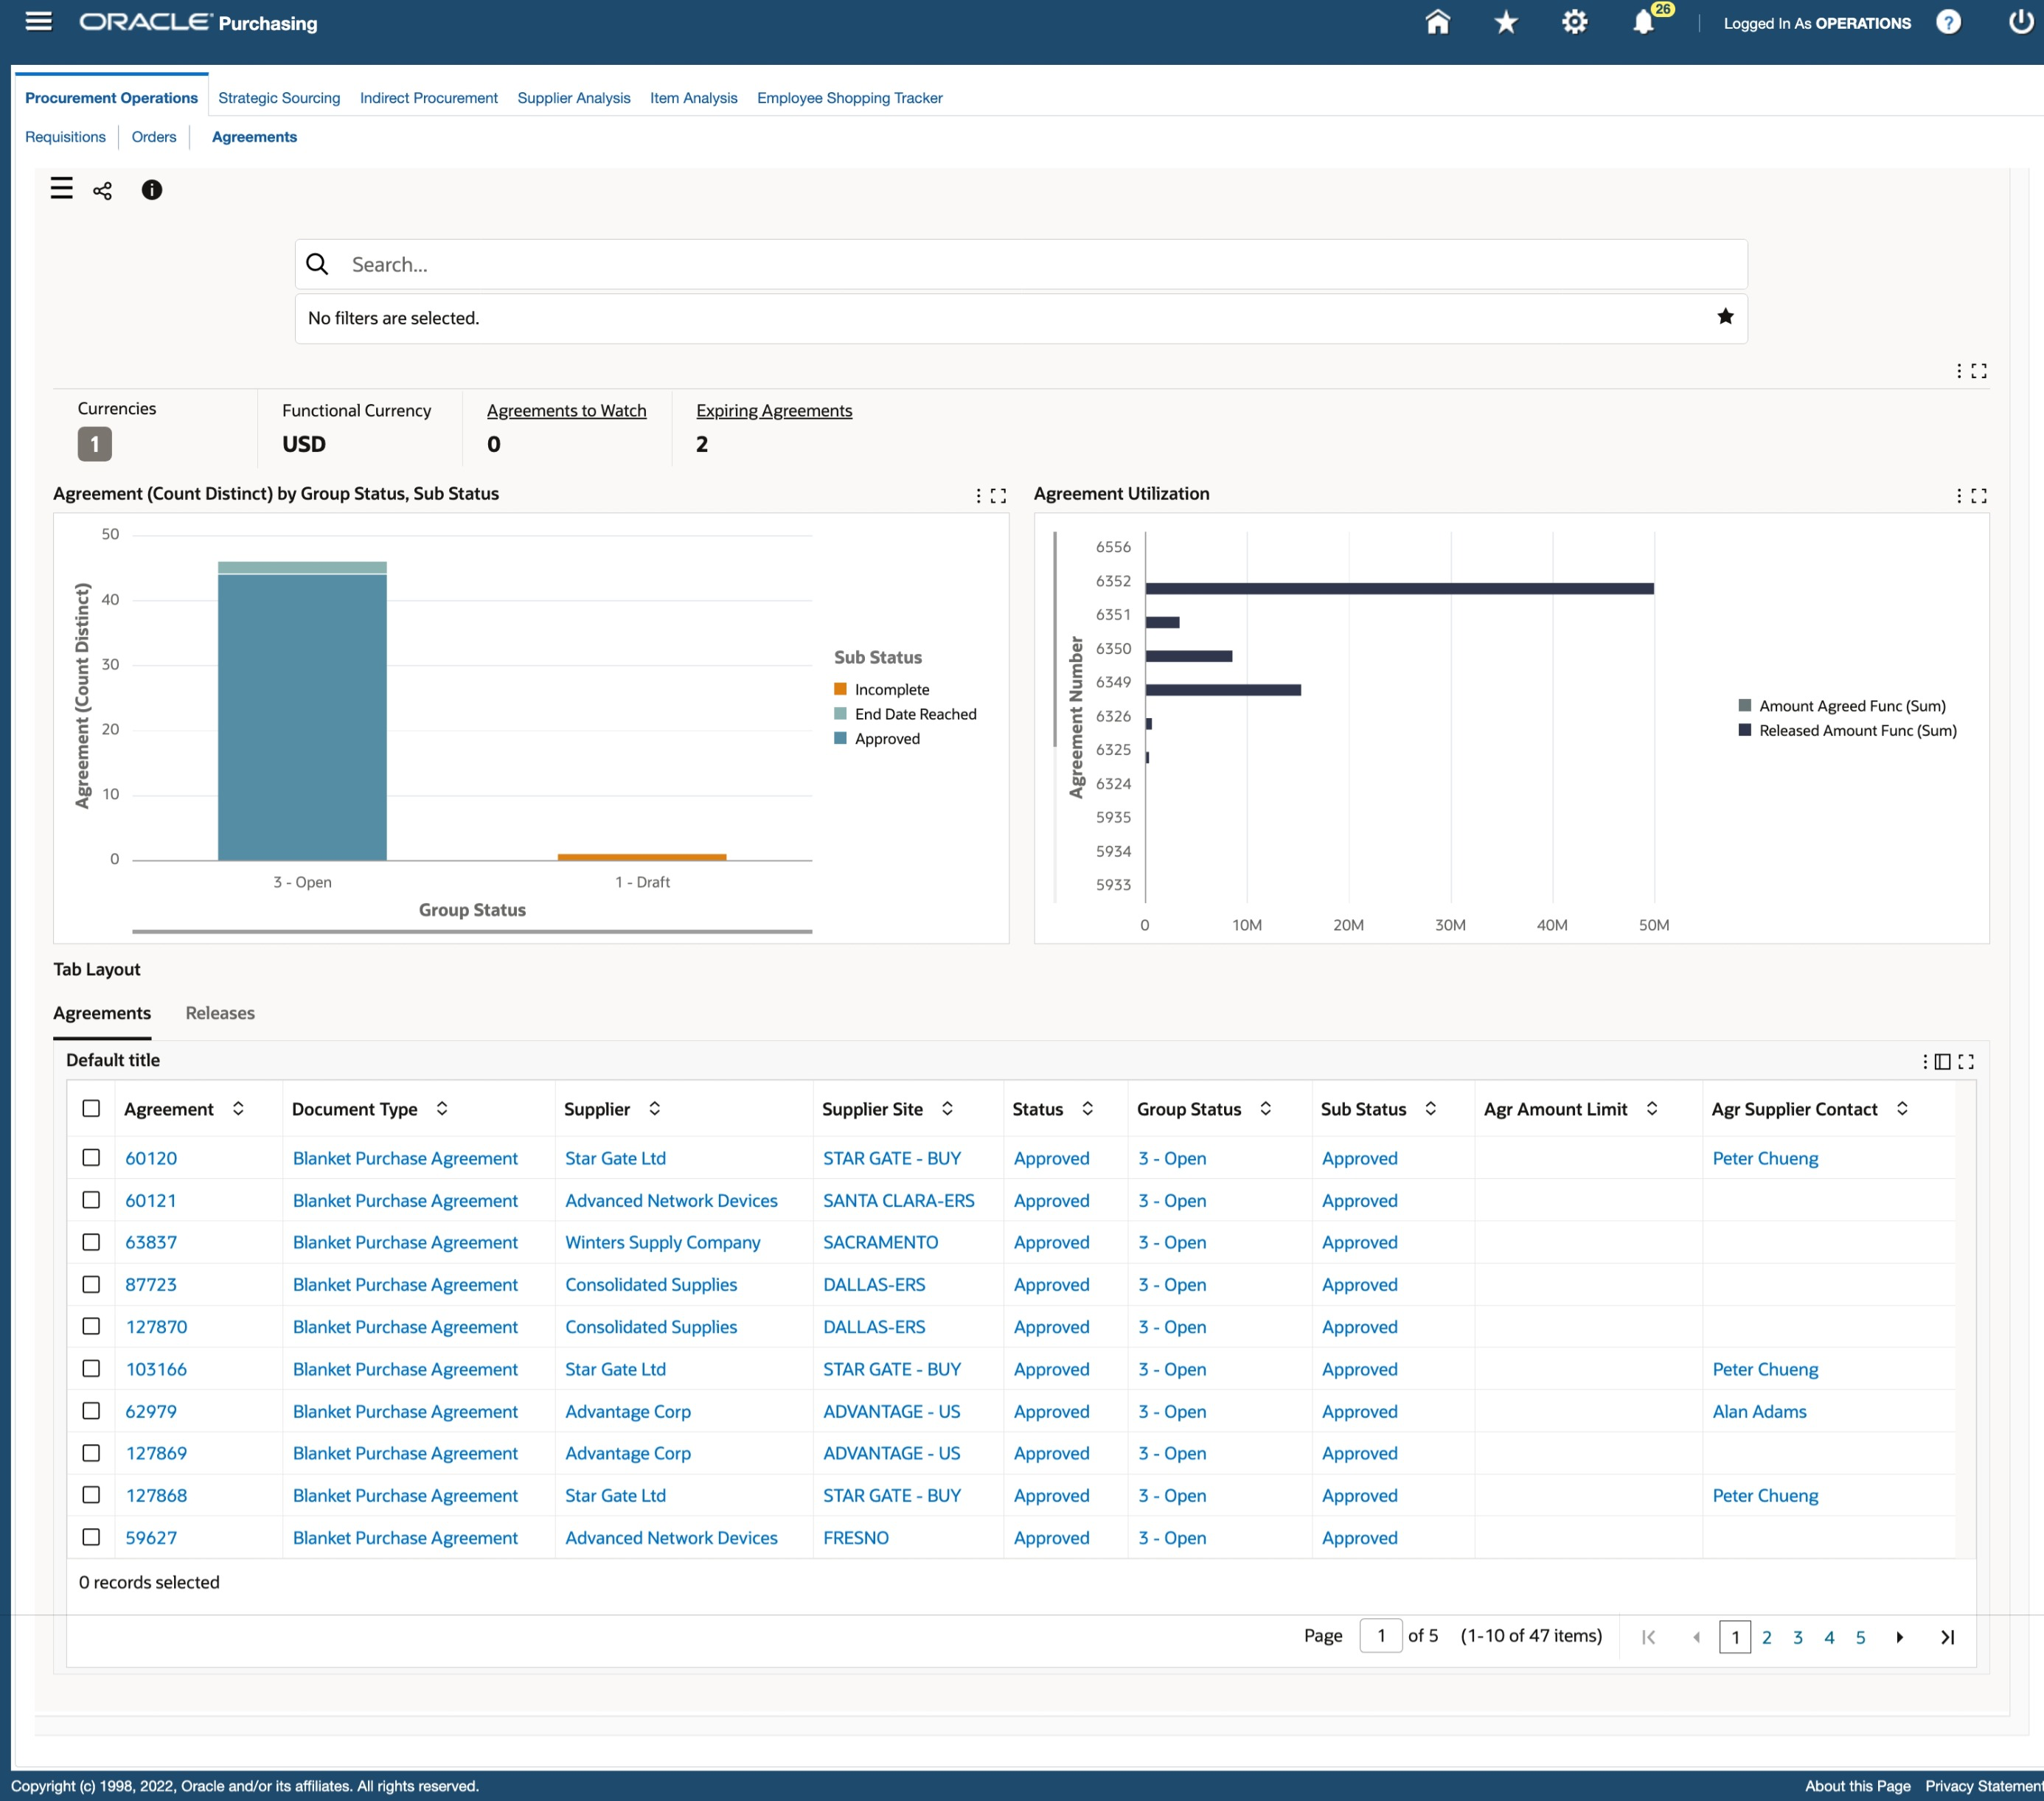 ORACLE Purchasing
26
Logged In As OPERATIONS
?
Procurement Operations Strategic Sourcing Indirect Procurement Supplier Analysis Item Analysis Employee Shopping Tracker
Requisitions Orders Agreements
Search...
No filters are selected.
Currencies Functional Currency Agreements to Watch Expiring Agreements
1 USD 0 2
Agreement (Count Distinct) by Group Status, Sub Status
50
40
30
20
10
0
Agreement (Count Distinct)
3 - Open 1 - Draft
Group Status
Sub Status
Incomplete
End Date Reached
Approved
Agreement Utilization
Agreement Number
6556
6352
6351
6350
6349
6326
6325
6324
5935
5934
5933
0 10M 20M 30M 40M 50M
Amount Agreed Func (Sum)
Released Amount Func (Sum)
Tab Layout
Agreements Releases
Default title
Agreement Document Type Supplier Supplier Site Status Group Status Sub Status Agr Amount Limit Agr Supplier Contact
60120 Blanket Purchase Agreement Star Gate Ltd STAR GATE - BUY Approved 3 - Open Approved Peter Chueng
60121 Blanket Purchase Agreement Advanced Network Devices SANTA CLARA-ERS Approved 3 - Open Approved
63837 Blanket Purchase Agreement Winters Supply Company SACRAMENTO Approved 3 - Open Approved
87723 Blanket Purchase Agreement Consolidated Supplies DALLAS-ERS Approved 3 - Open Approved
127870 Blanket Purchase Agreement Consolidated Supplies DALLAS-ERS Approved 3 - Open Approved
103166 Blanket Purchase Agreement Star Gate Ltd STAR GATE - BUY Approved 3 - Open Approved Peter Chueng
62979 Blanket Purchase Agreement Advantage Corp ADVANTAGE - US Approved 3 - Open Approved Alan Adams
127869 Blanket Purchase Agreement Advantage Corp ADVANTAGE - US Approved 3 - Open Approved
127868 Blanket Purchase Agreement Star Gate Ltd STAR GATE - BUY Approved 3 - Open Approved Peter Chueng
59627 Blanket Purchase Agreement Advanced Network Devices FRESNO Approved 3 - Open Approved
0 records selected
Page 1 of 5 (1-10 of 47 items) 1 2 3 4 5
Copyright (c) 1998, 2022, Oracle and/or its affiliates. All rights reserved. About this Page Privacy Statement